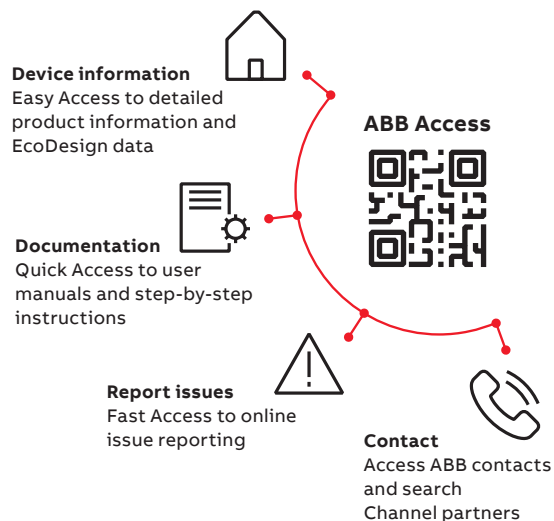 Device information
Easy Access to detailed
product information and
EcoDesign data
ABB Access
Documentation
Quick Access to user
manuals and step-by-step
instructions
Report issues
Fast Access to online
issue reporting
Contact
Access ABB contacts
and search
Channel partners